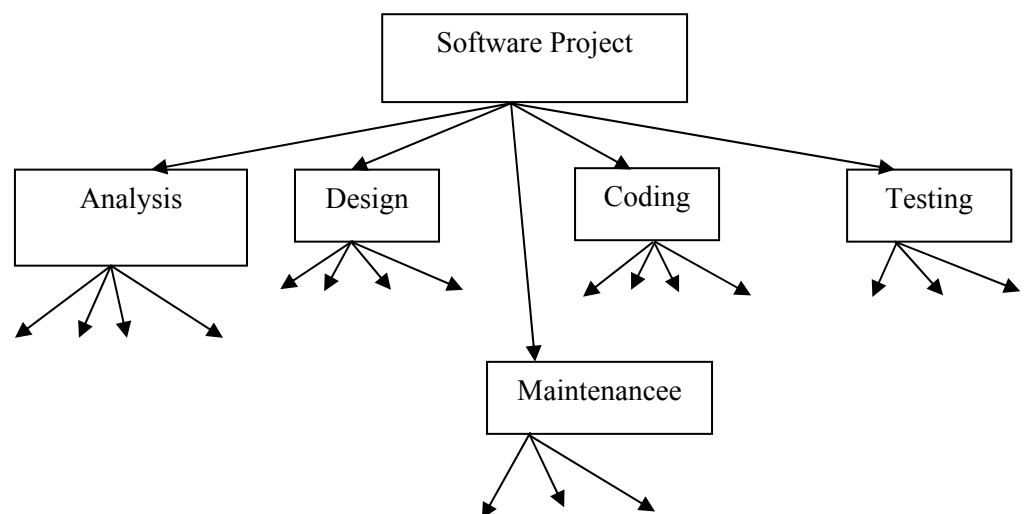 Software Project
Analysis
Design
Coding
Testing
Maintenancee